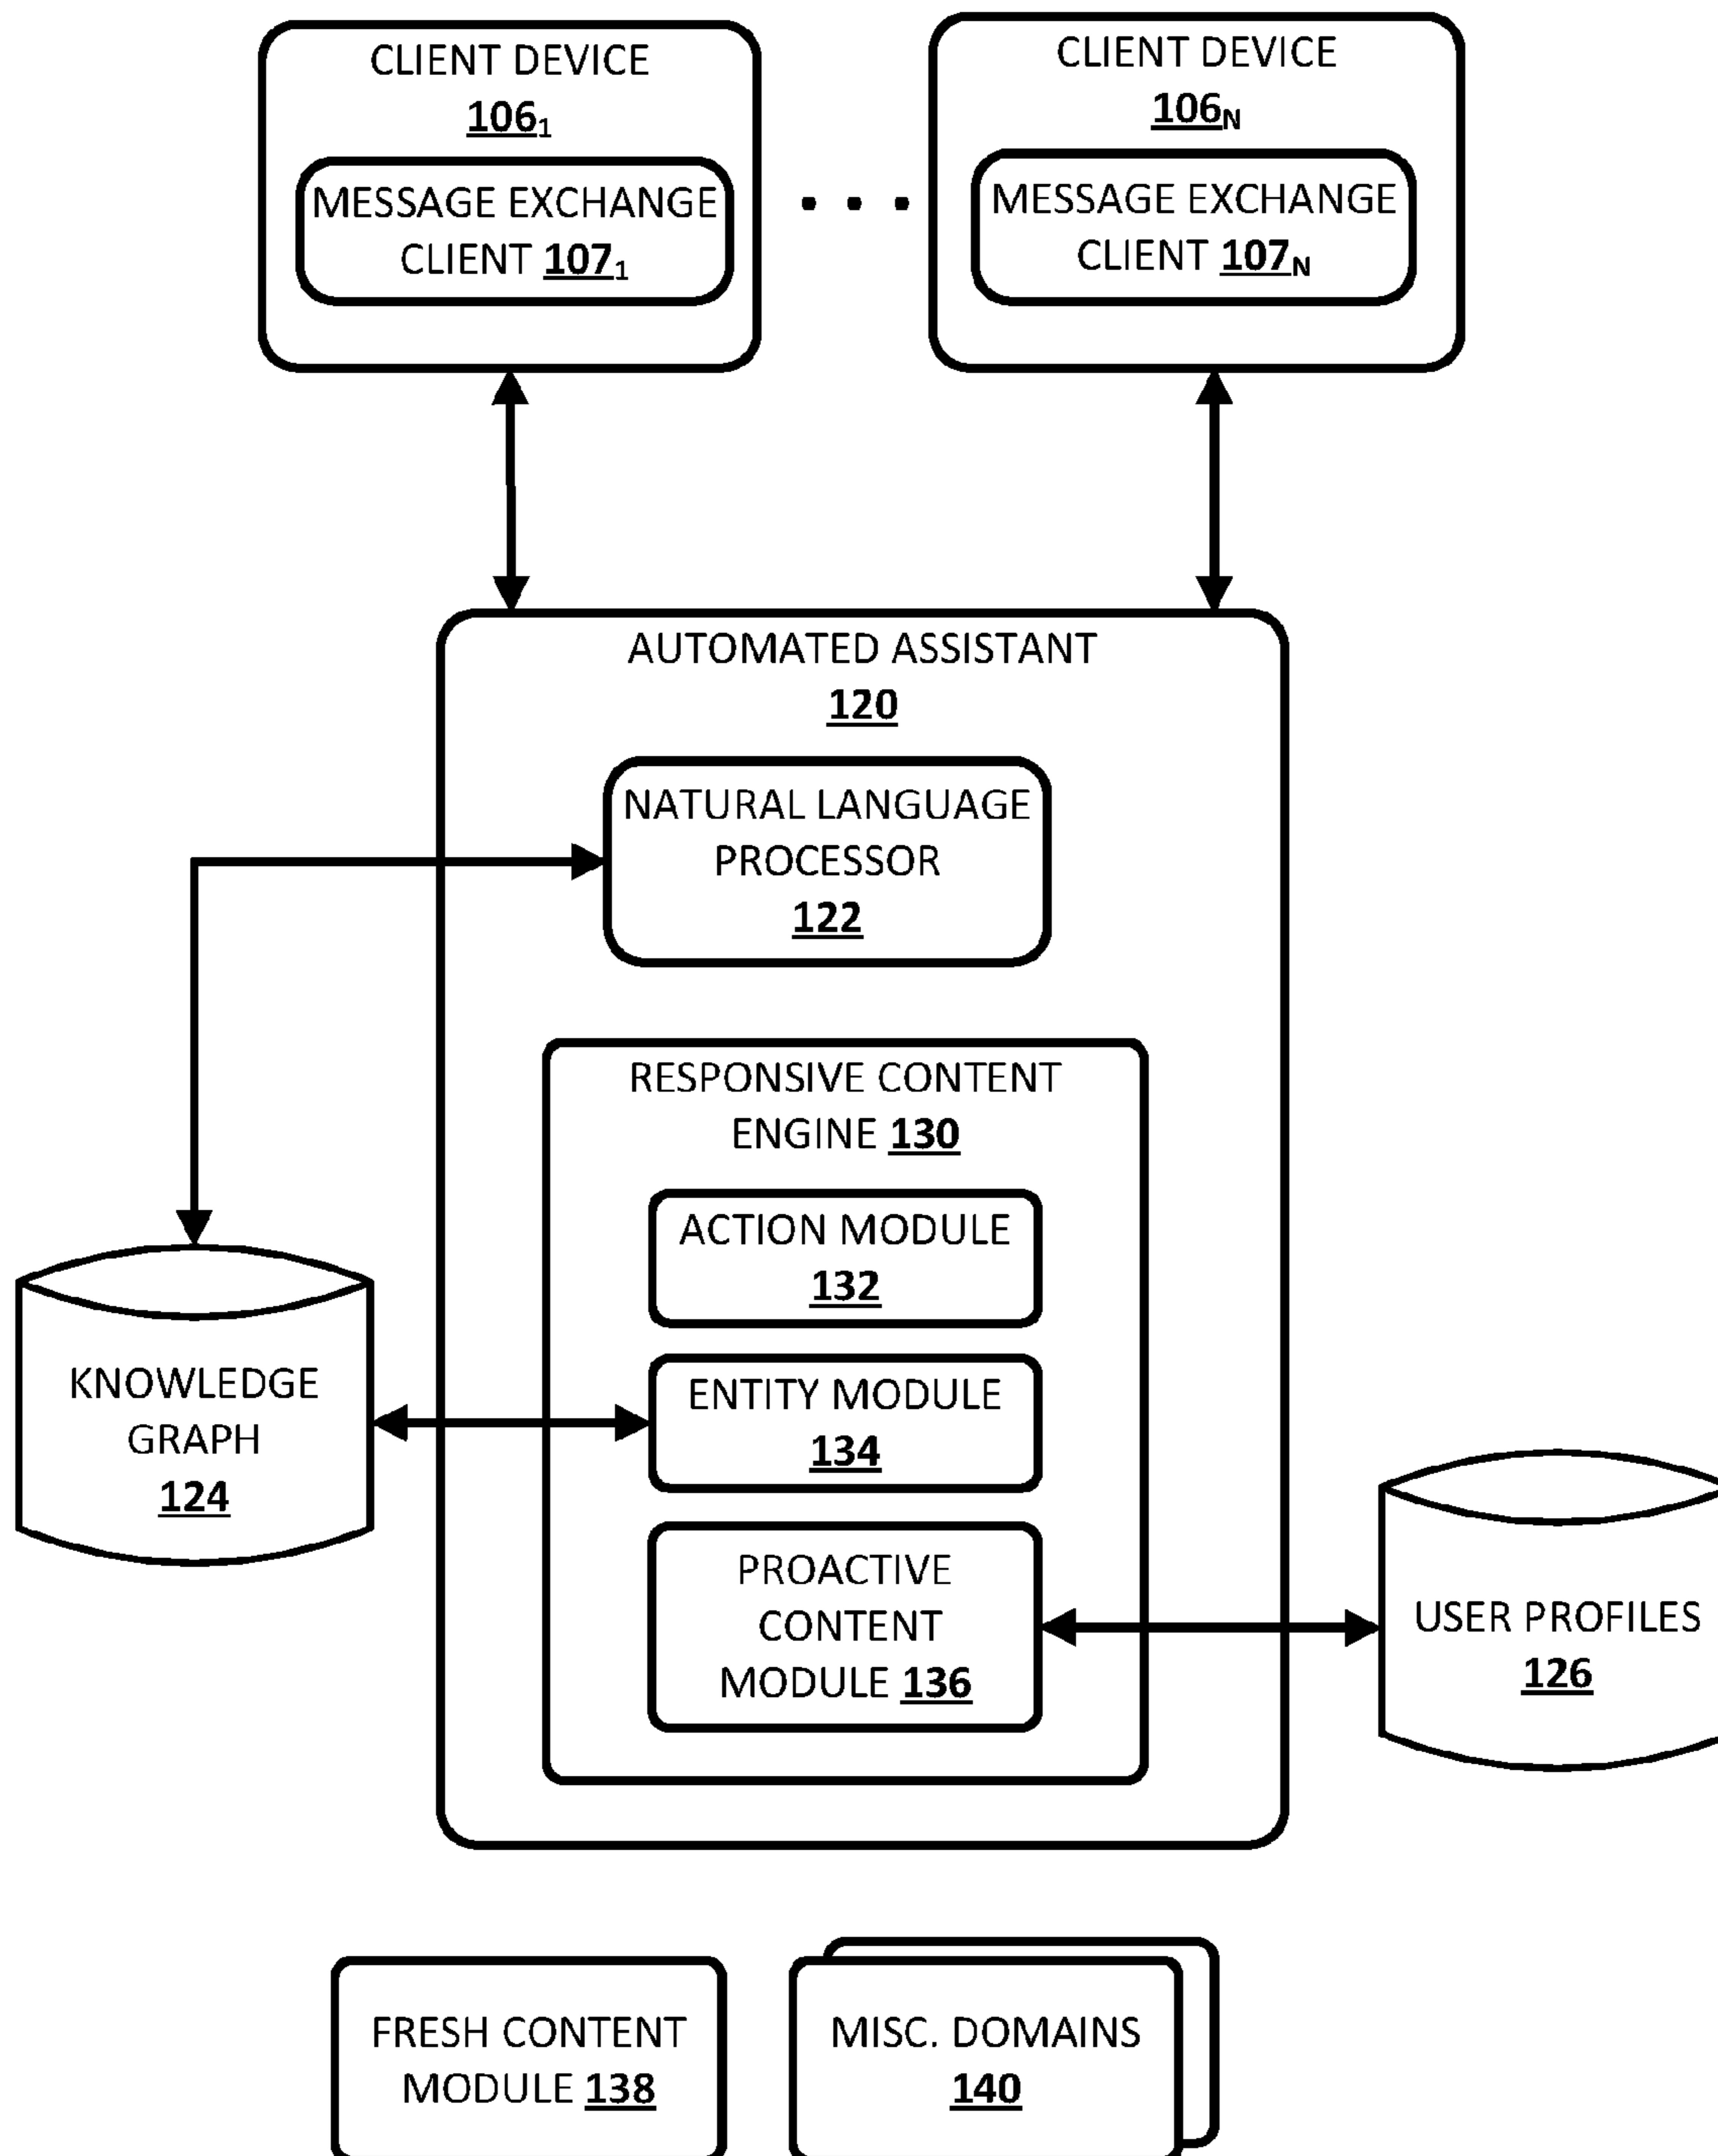 CLIENT DEVICE
106₁
MESSAGE EXCHANGE
CLIENT 107₁
. . .
CLIENT DEVICE
106N
MESSAGE EXCHANGE
CLIENT 107N
AUTOMATED ASSISTANT
120
NATURAL LANGUAGE
PROCESSOR
122
RESPONSIVE CONTENT
ENGINE 130
ACTION MODULE
132
ENTITY MODULE
134
PROACTIVE
CONTENT
MODULE 136
KNOWLEDGE
GRAPH
124
USER PROFILES
126
FRESH CONTENT
MODULE 138
MISC. DOMAINS
140